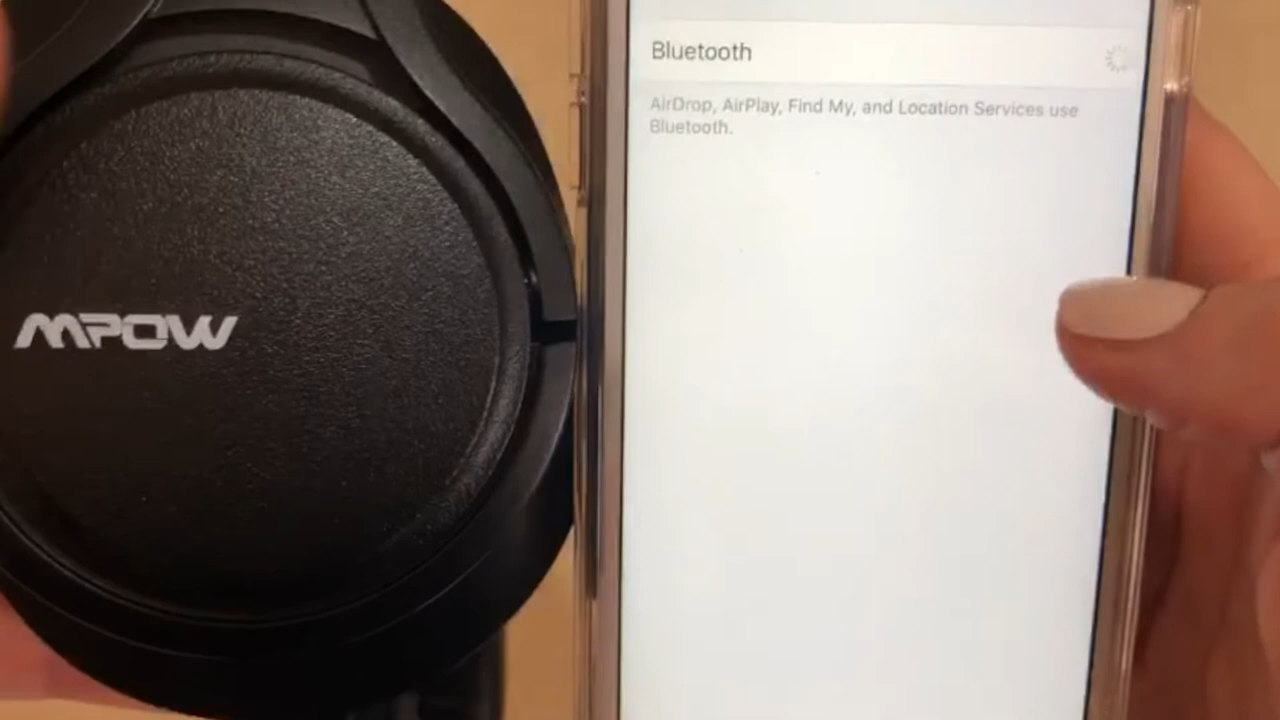 MPOW
Bluetooth
AirDrop, AirPlay, Find My, and Location Services use
Bluetooth.